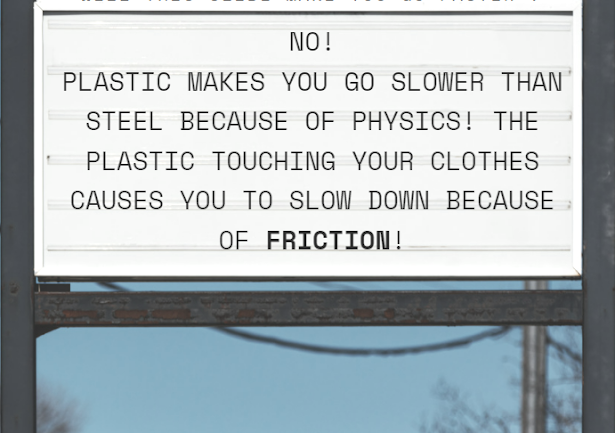 NO!
PLASTIC MAKES YOU GO SLOWER THAN
STEEL BECAUSE OF PHYSICS! THE
PLASTIC TOUCHING YOUR CLOTHES
CAUSES YOU TO SLOW DOWN BECAUSE
OF FRICTION!